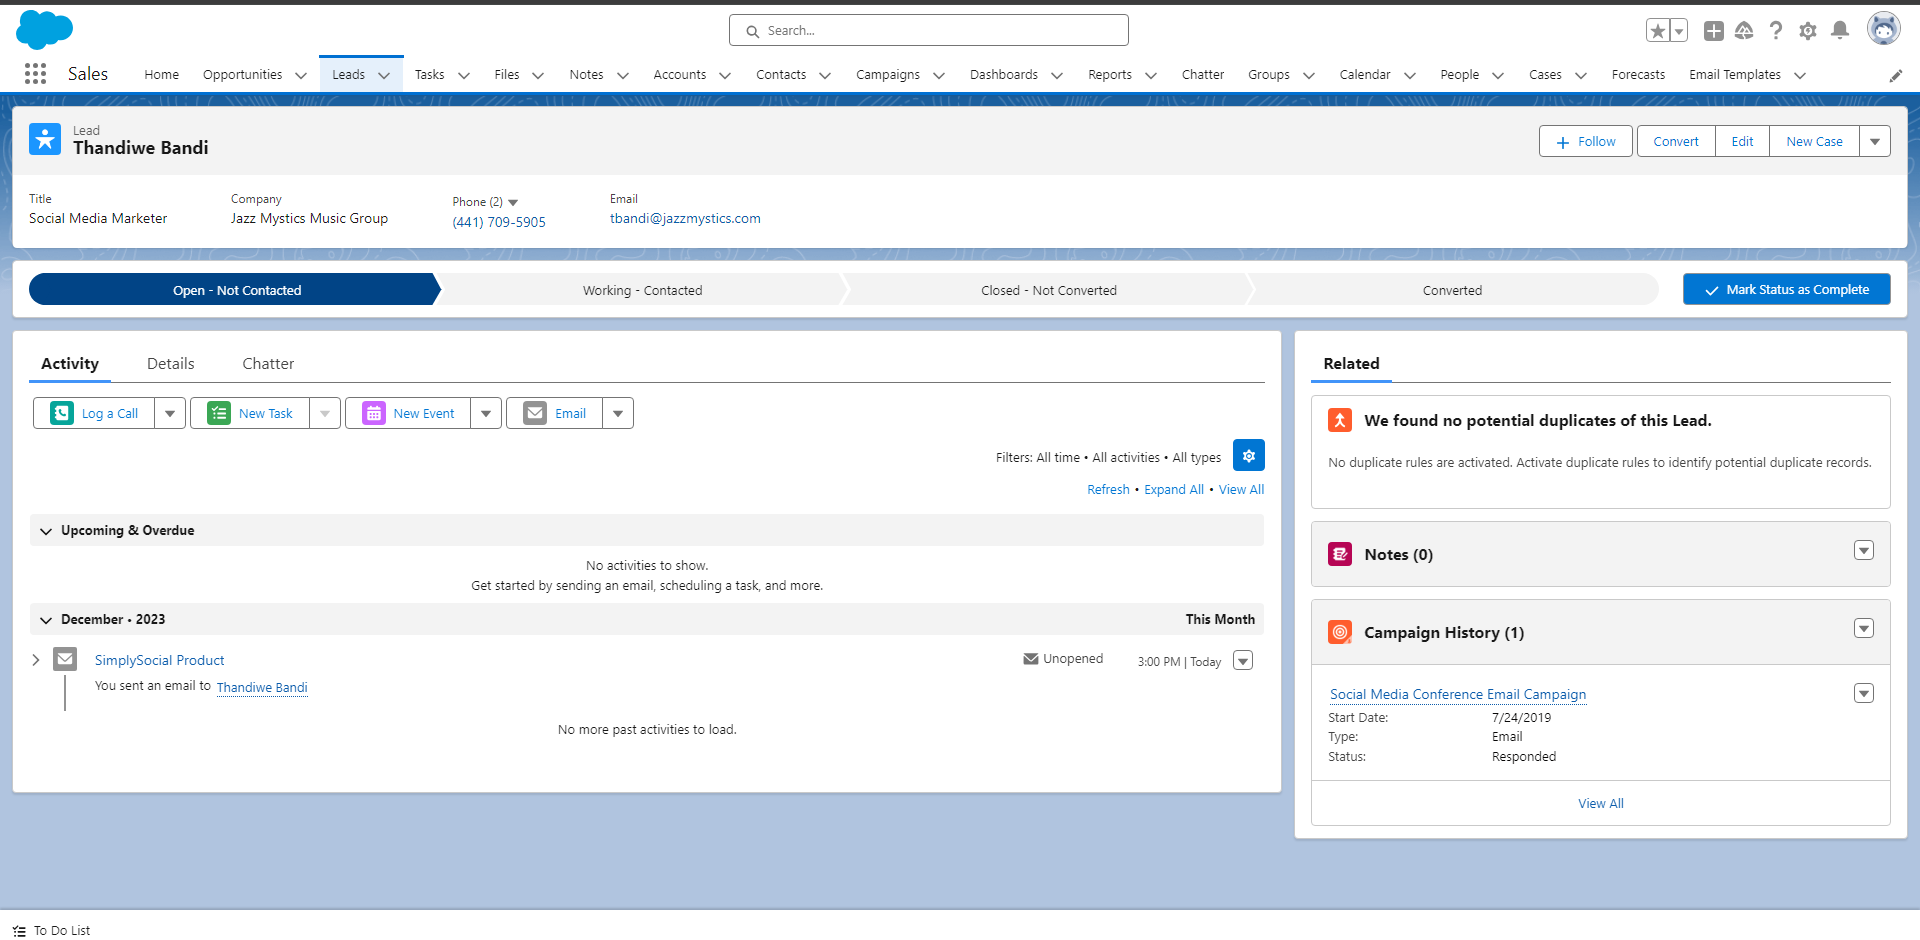 Search...
Sales
Home
Opportunities
Leads
Tasks
Files
Notes
Accounts
Contacts
Campaigns
Dashboards
Reports
Chatter
Groups
Calendar
People
Cases
Forecasts
Email Templates
Lead
Thandiwe Bandi
Follow
Convert
Edit
New Case
Title
Social Media Marketer
Company
Jazz Mystics Music Group
Phone (2)
(441) 709-5905
Email
tbandi@jazzmystics.com
Open - Not Contacted
Working - Contacted
Closed - Not Converted
Converted
Mark Status as Complete
Activity
Details
Chatter
Log a Call
New Task
New Event
Email
Filters: All time • All activities • All types
Refresh • Expand All • View All
Upcoming & Overdue
No activities to show.
Get started by sending an email, scheduling a task, and more.
December • 2023
This Month
SimplySocial Product
Unopened
3:00 PM | Today
You sent an email to Thandiwe Bandi
No more past activities to load.
Related
We found no potential duplicates of this Lead.
No duplicate rules are activated. Activate duplicate rules to identify potential duplicate records.
Notes (0)
Campaign History (1)
Social Media Conference Email Campaign
Start Date: 7/24/2019
Type: Email
Status: Responded
View All
To Do List